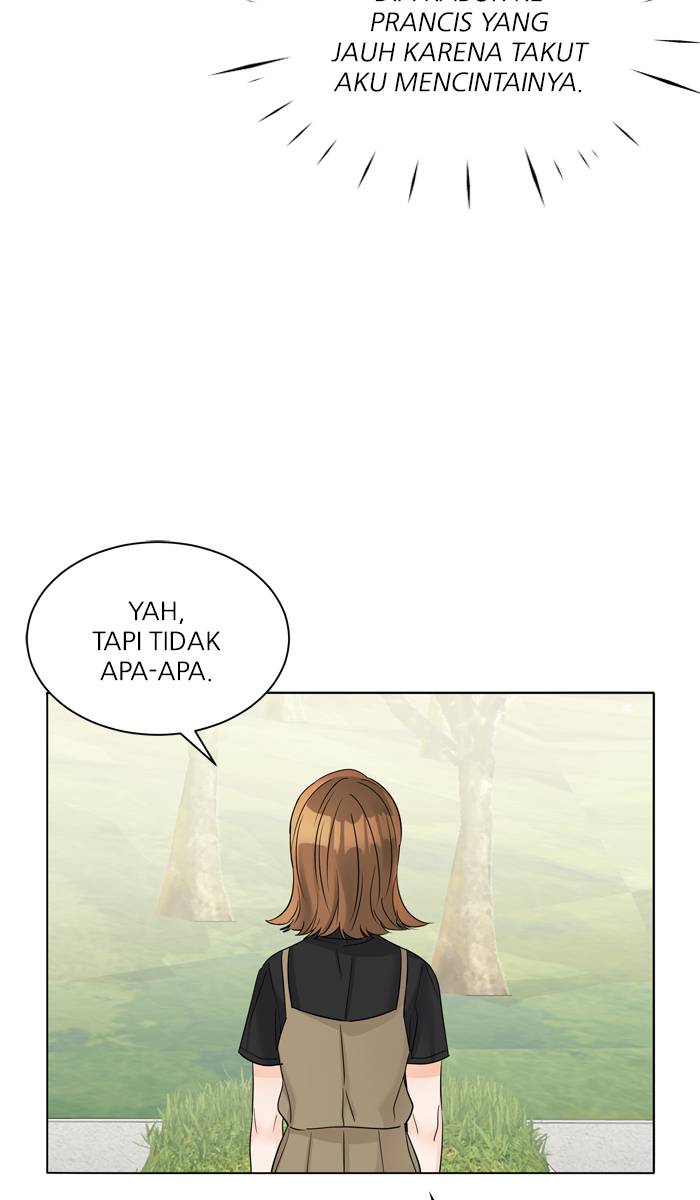 PRANCIS YANG
JAUH KARENA TAKUT
AKU MENCINTAINYA.
YAH,
TAPI TIDAK
APA-APA.